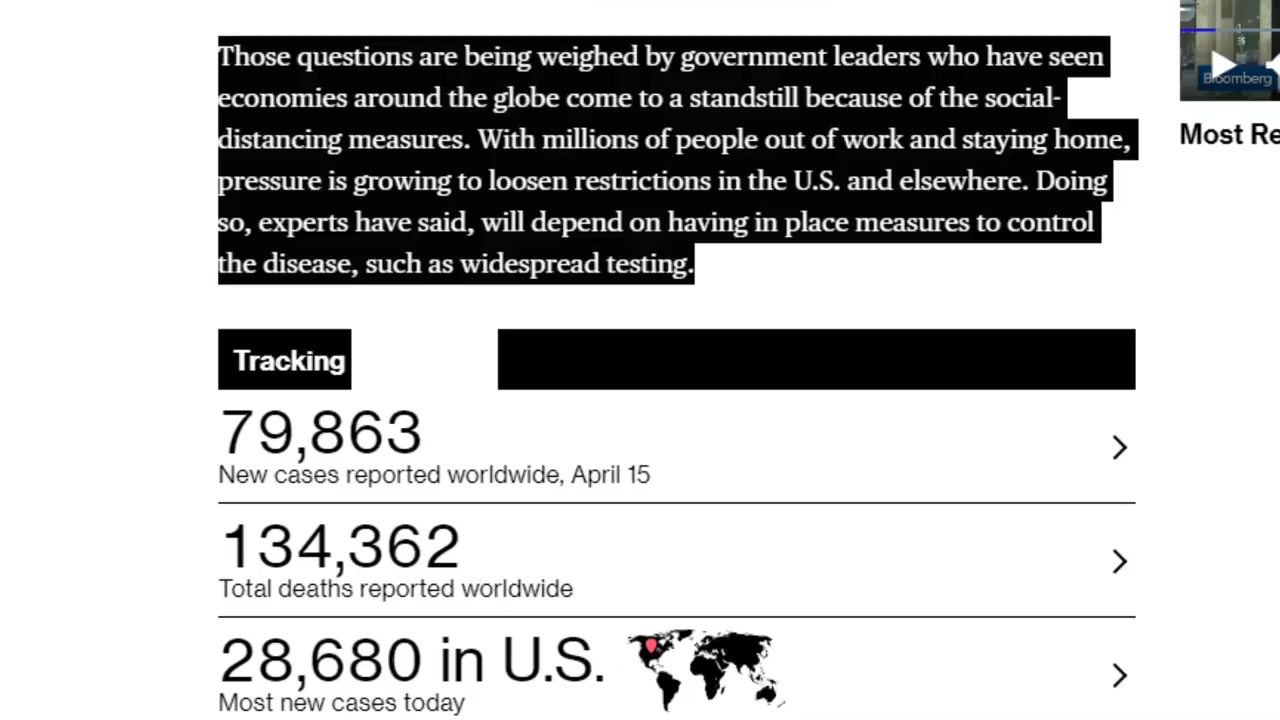 Those questions are being weighed by government leaders who have seen
economies around the globe come to a standstill because of the social-
distancing measures. With millions of people out of work and staying home,
pressure is growing to loosen restrictions in the U.S. and elsewhere. Doing
so, experts have said, will depend on having in place measures to control
the disease, such as widespread testing.
Bloomberg
Most Re
Tracking
79,863
New cases reported worldwide, April 15
134,362
Total deaths reported worldwide
28,680 in U.S.
Most new cases today